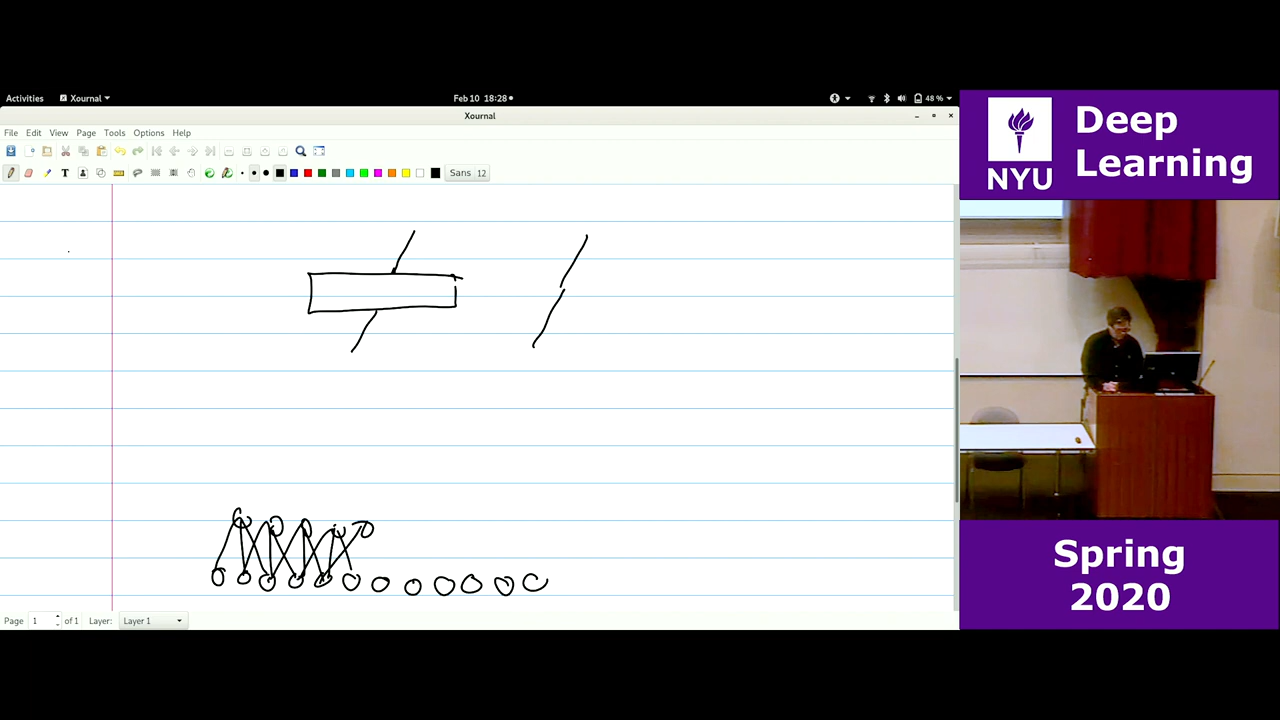 Activities Xournal Feb 10 18:28 48 %
Xournal
File Edit View Page Tools Options Help
T Sans 12
Page 1 of 1 Layer: Layer 1
NYU
Deep
Learning
Spring
2020